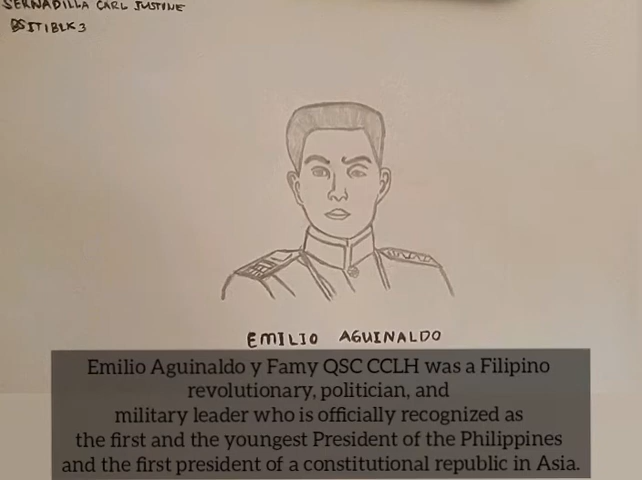 SERNADILLA CARL JUSTINE
BSIT1BLK3
EMILIO AGUINALDO
Emilio Aguinaldo y Famy QSC CCLH was a Filipino
revolutionary, politician, and
military leader who is officially recognized as
the first and the youngest President of the Philippines
and the first president of a constitutional republic in Asia.